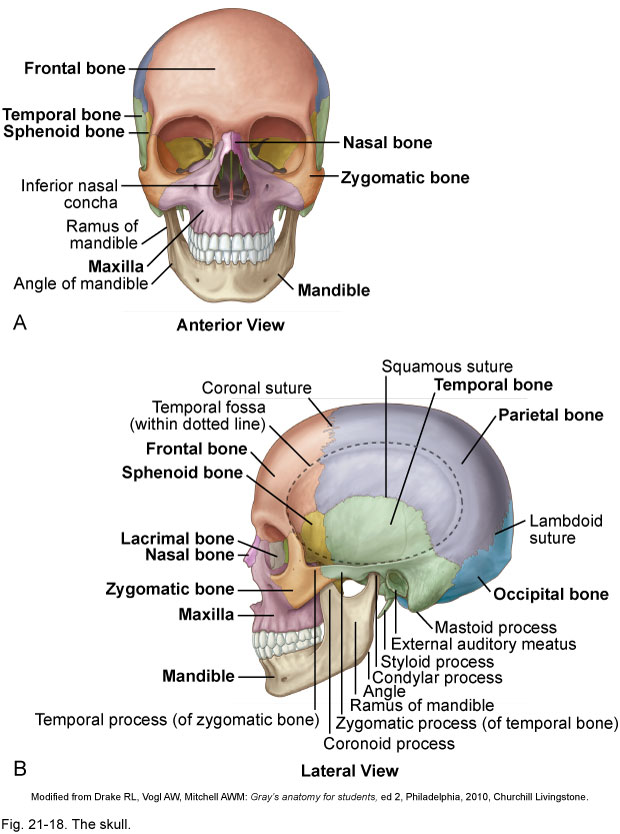 Frontal bone
Temporal bone
Sphenoid bone
Nasal bone
Zygomatic bone
Inferior nasal
concha
Ramus of
mandible
Maxilla
Angle of mandible
Mandible
A
Anterior View
Squamous suture
Coronal suture
Temporal bone
Temporal fossa
(within dotted line)
Parietal bone
Frontal bone
Sphenoid bone
Lambdoid
suture
Lacrimal bone
Nasal bone
Zygomatic bone
Occipital bone
Maxilla
Mastoid process
External auditory meatus
Styloid process
Mandible
Condylar process
Angle
Ramus of mandible
Temporal process (of zygomatic bone)
Zygomatic process (of temporal bone)
Coronoid process
B
Lateral View
Modified from Drake RL, Vogl AW, Mitchell AWM: Gray's anatomy for students, ed 2, Philadelphia, 2010, Churchill Livingstone.
Fig. 21-18. The skull.